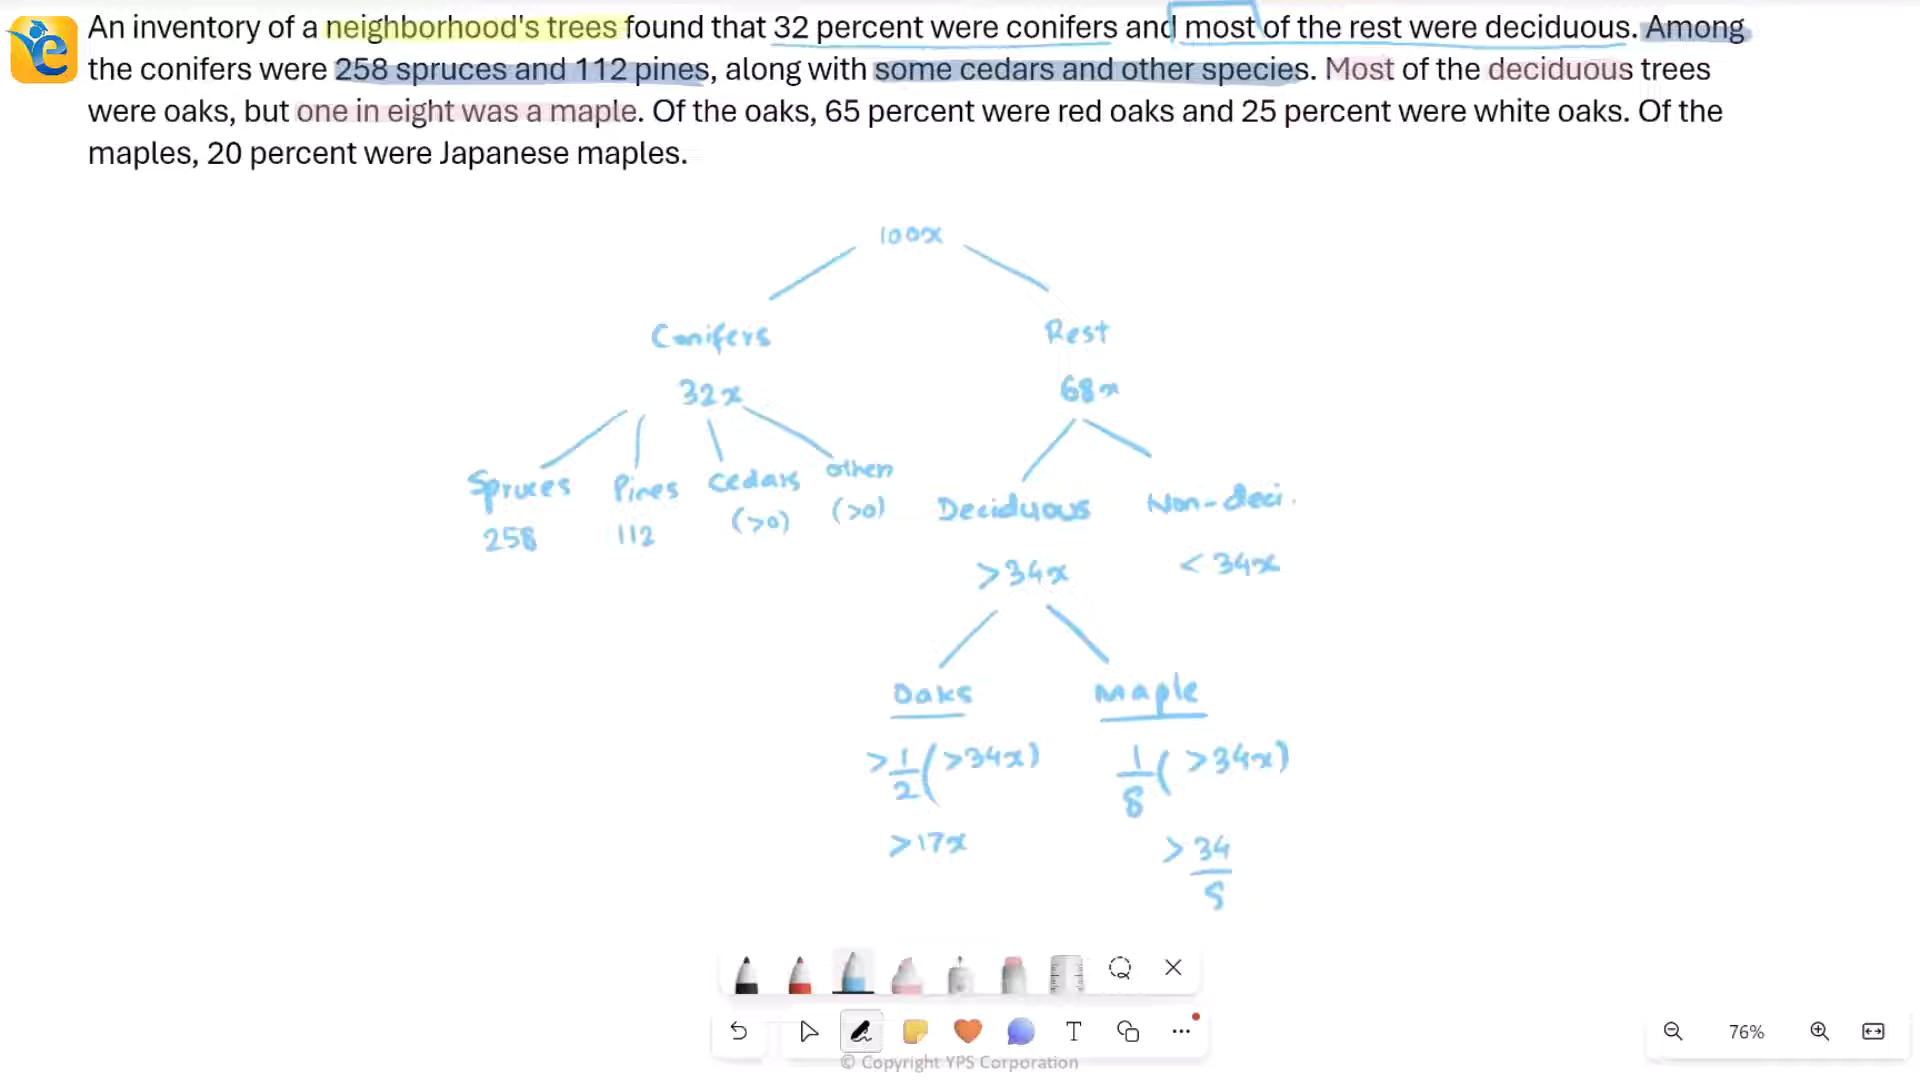 An inventory of a neighborhood's trees found that 32 percent were conifers and most of the rest were deciduous. Among
the conifers were 258 spruces and 112 pines, along with some cedars and other species. Most of the deciduous trees
were oaks, but one in eight was a maple. Of the oaks, 65 percent were red oaks and 25 percent were white oaks. Of the
maples, 20 percent were Japanese maples.
100x
Conifers Rest
32x 68x
Spruces Pines Cedars other
258 112 (>0) (>0)
Deciduous Non-deci.
>34x < 34x
Oaks Maple
>1/2(>34x) 1/8(>34x)
>17x >34/8
T
76%
© Copyright YPS Corporation